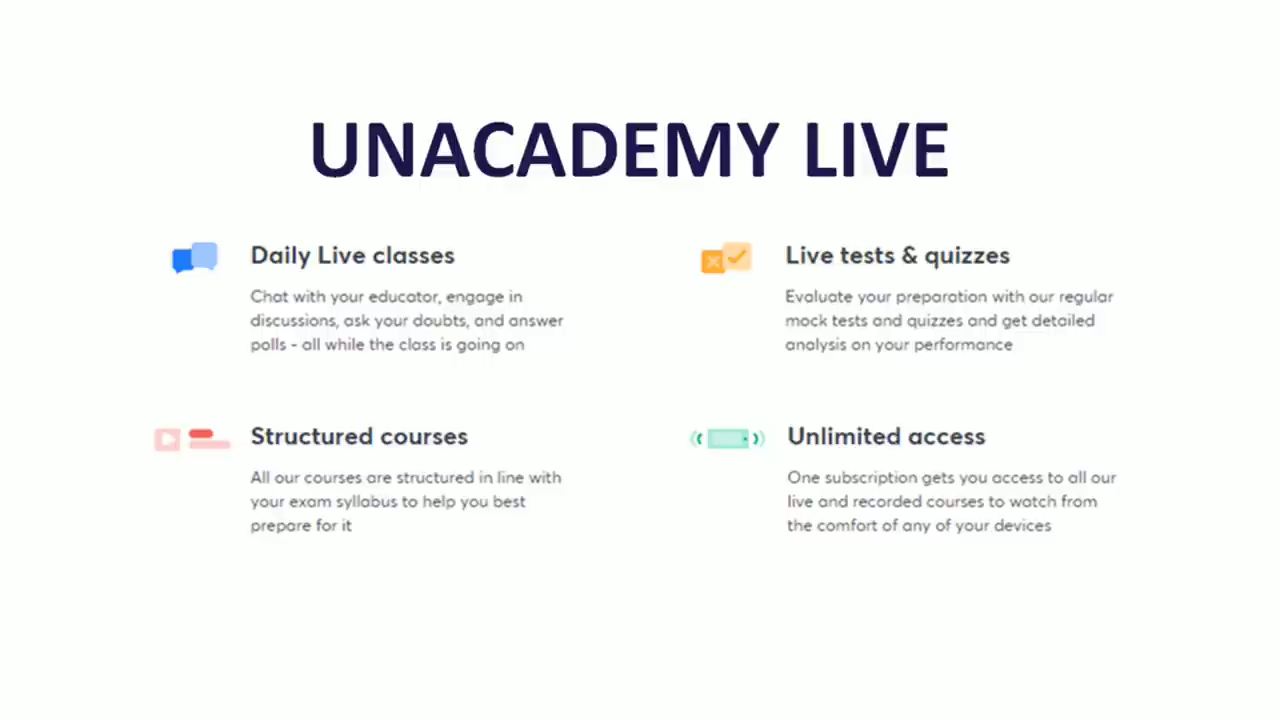 UNACADEMY LIVE
Daily Live classes
Chat with your educator, engage in
discussions, ask your doubts, and answer
polls - all while the class is going on
Live tests & quizzes
Evaluate your preparation with our regular
mock tests and quizzes and get detailed
analysis on your performance
Structured courses
All our courses are structured in line with
your exam syllabus to help you best
prepare for it
Unlimited access
One subscription gets you access to all our
live and recorded courses to watch from
the comfort of any of your devices